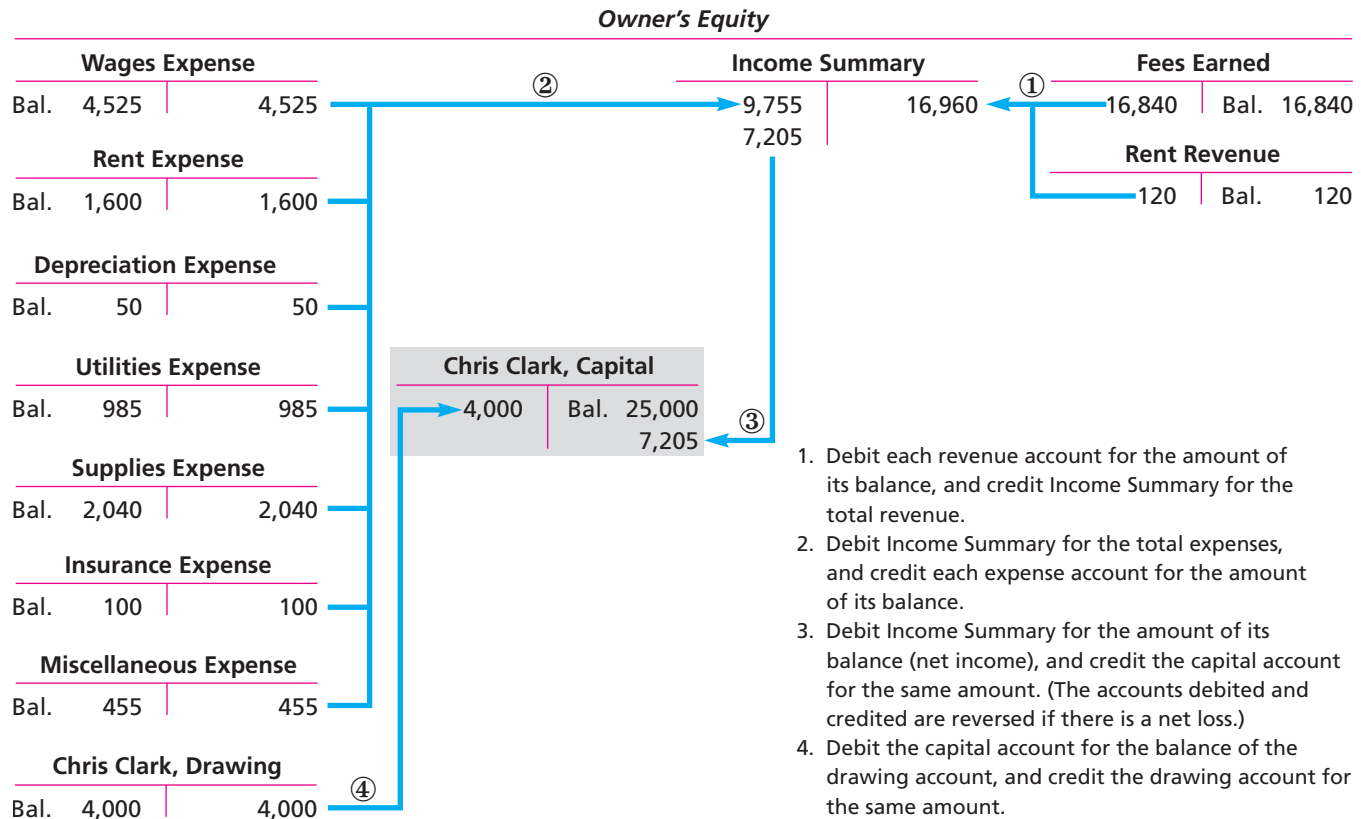 Owner's Equity
Wages Expense
Bal. 4,525 4,525
Rent Expense
Bal. 1,600 1,600
Depreciation Expense
Bal. 50 50
Utilities Expense
Bal. 985 985
Supplies Expense
Bal. 2,040 2,040
Insurance Expense
Bal. 100 100
Miscellaneous Expense
Bal. 455 455
Chris Clark, Drawing
Bal. 4,000 4,000
②
④
Income Summary
9,755 16,960
7,205
①
Fees Earned
16,840 Bal. 16,840
Rent Revenue
120 Bal. 120
Chris Clark, Capital
4,000 Bal. 25,000
7,205
③
1. Debit each revenue account for the amount of
its balance, and credit Income Summary for the
total revenue.
2. Debit Income Summary for the total expenses,
and credit each expense account for the amount
of its balance.
3. Debit Income Summary for the amount of its
balance (net income), and credit the capital account
for the same amount. (The accounts debited and
credited are reversed if there is a net loss.)
4. Debit the capital account for the balance of the
drawing account, and credit the drawing account for
the same amount.